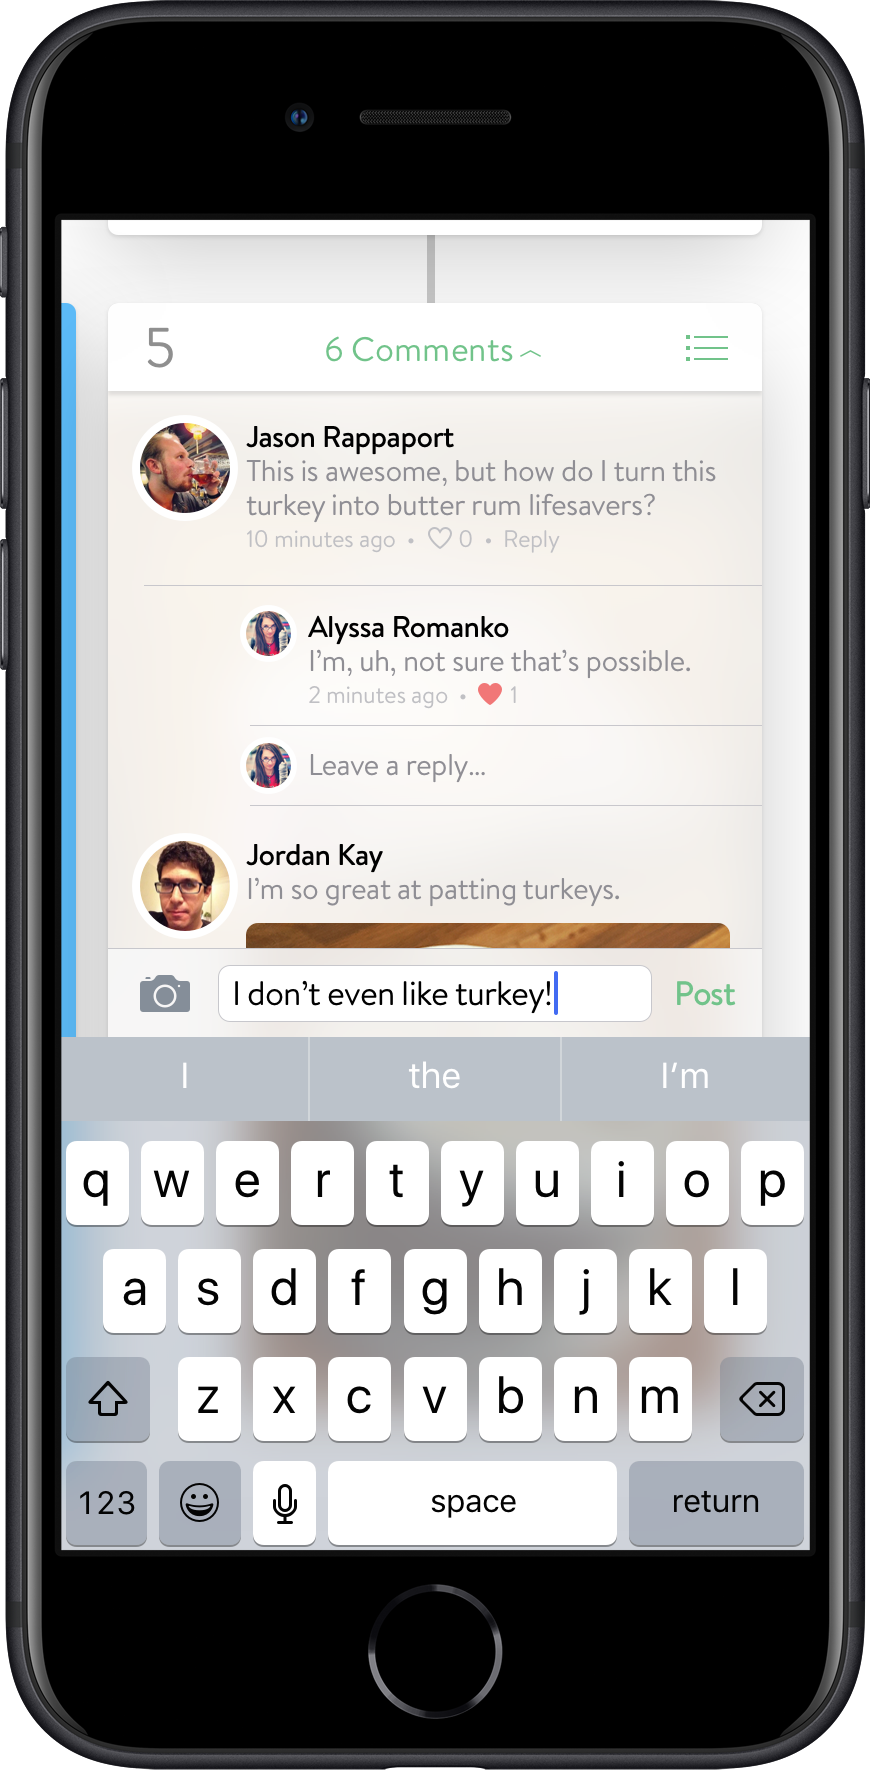 5
6 Comments
Jason Rappaport
This is awesome, but how do I turn this
turkey into butter rum lifesavers?
10 minutes ago • 0 • Reply
Alyssa Romanko
I’m, uh, not sure that’s possible.
2 minutes ago • 1
Leave a reply...
Jordan Kay
I’m so great at patting turkeys.
I don’t even like turkey!
Post
I the I’m
q w e r t y u i o p
a s d f g h j k l
z x c v b n m
123 space return